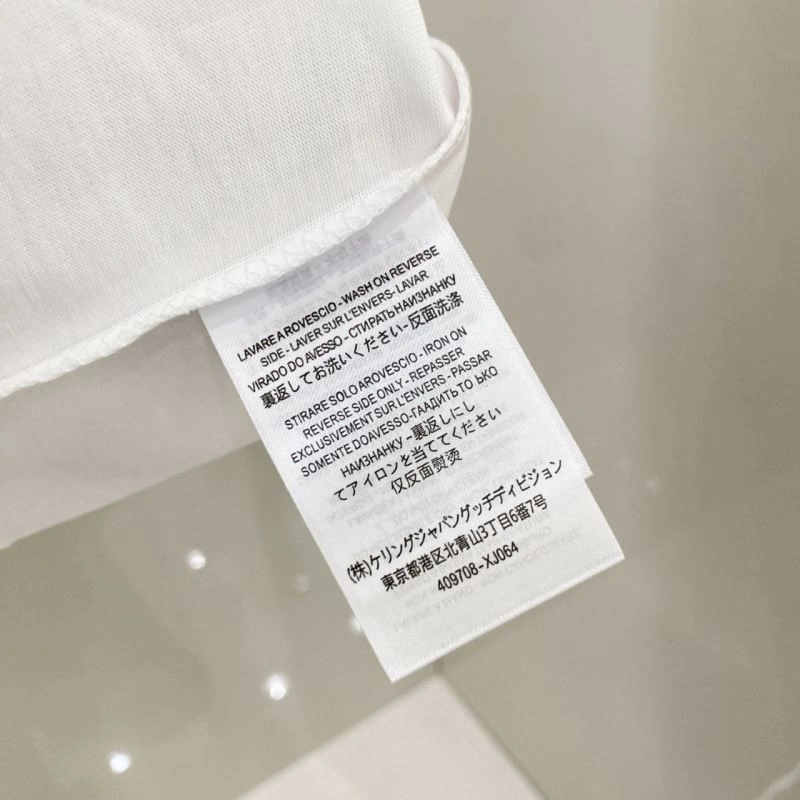 LAVARE A ROVESCIO - WASH ON REVERSE
SIDE - LAVER SUR L'ENVERS - LAVAR
VIRADO DO AVESSO - СТИРАТЬ НАИЗНАНКУ
裏返してお洗いください-反面洗涤
STIRARE SOLO AROVESCIO - IRON ON
REVERSE SIDE ONLY - REPASSER
EXCLUSIVEMENT SUR L'ENVERS - PASSAR
SOMENTE DOAVESSO-ГААДИТЬ ТО ЬКО
НАИЗНАНКУ - 裏返しにし
てアイロンを当ててください
仅反面熨烫
(株)ケリングジャパングッチディビジョン
東京都港区北青山3丁目6番7号
409708-XJ064